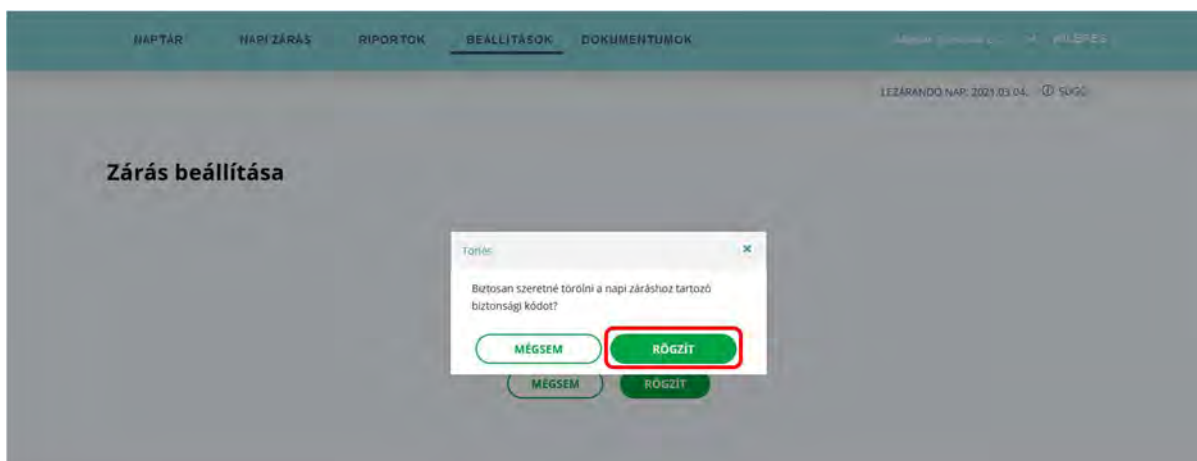 NAPTÁR NAPI ZÁRÁS RIPORTOK BEÁLLÍTÁSOK DOKUMENTUMOK KILÉPÉS
LEZÁRANDÓ NAP: 2021.03.04. SÚGÓ
Zárás beállítása
Törlés
Biztosan szeretné törölni a napi záráshoz tartozó
biztonsági kódot?
MÉGSEM RÖGZÍT
MÉGSEM RÖGZÍT